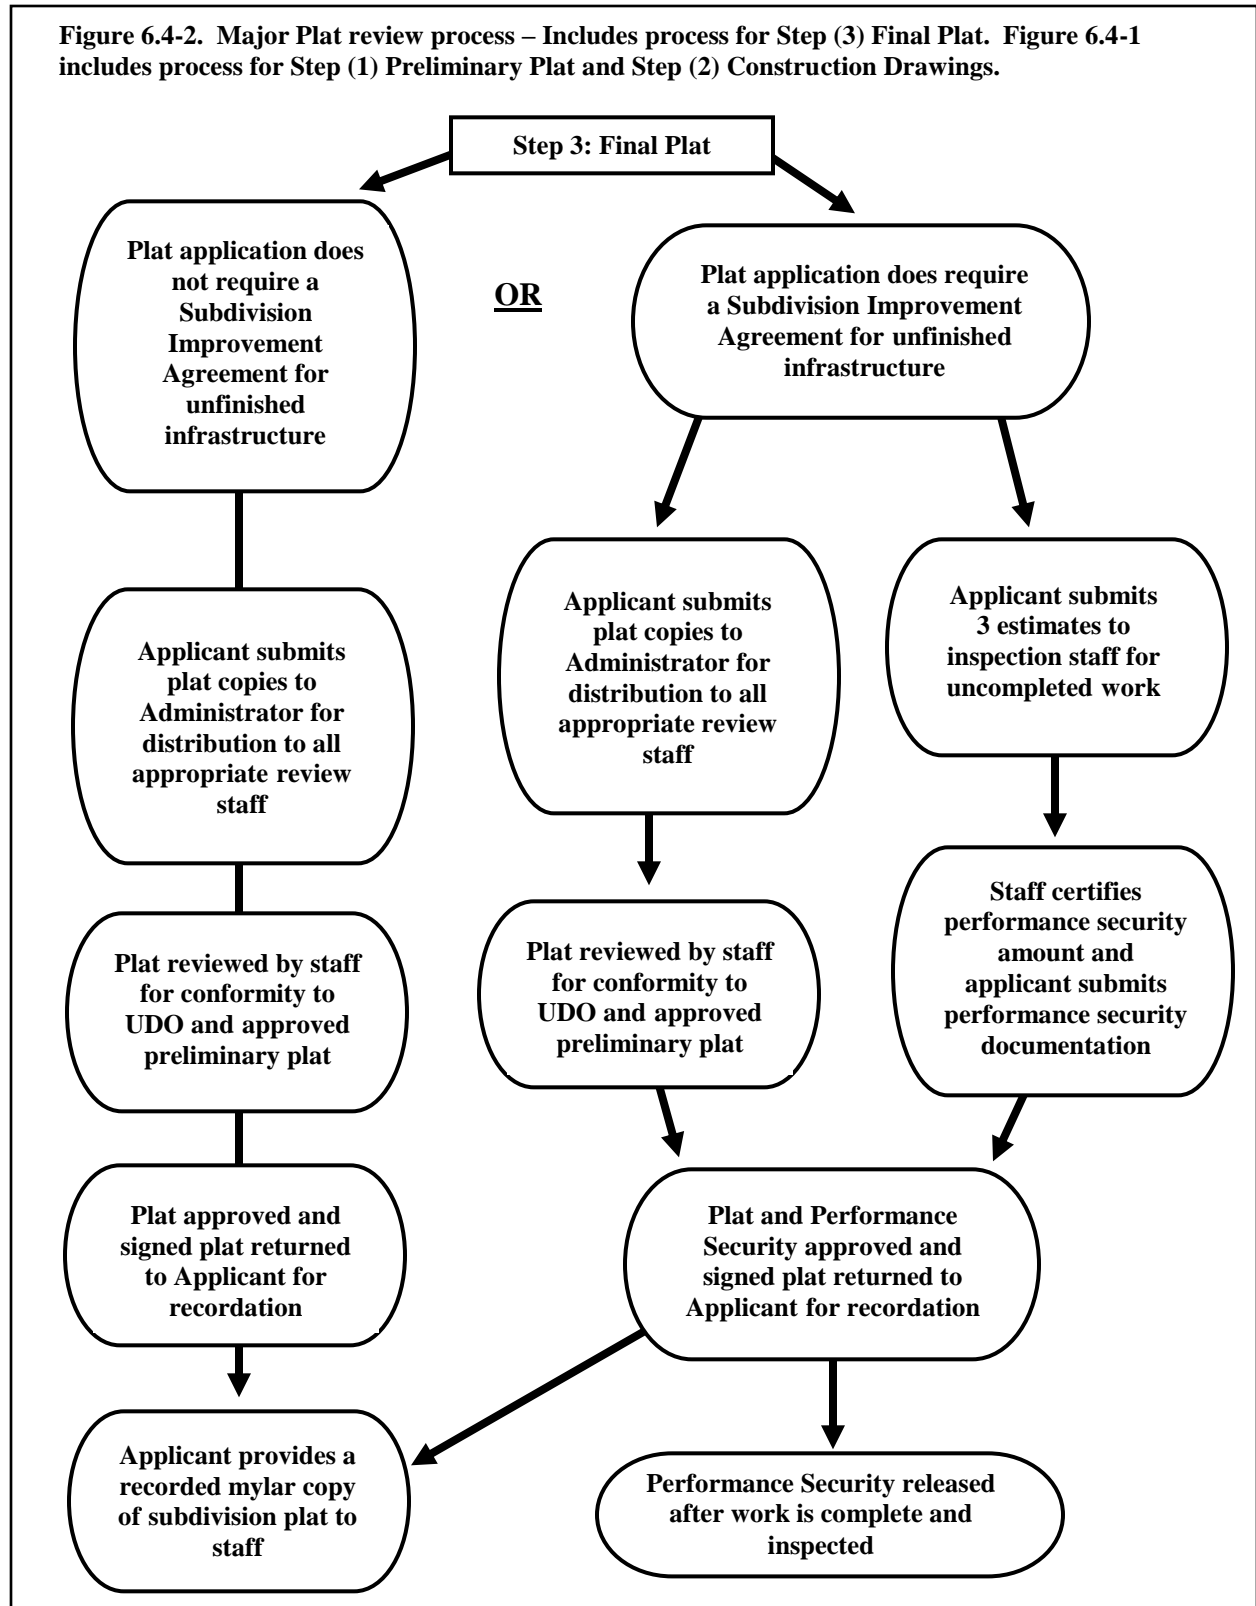 Figure 6.4-2.  Major Plat review process – Includes process for Step (3) Final Plat.  Figure 6.4-1
includes process for Step (1) Preliminary Plat and Step (2) Construction Drawings.
Step 3: Final Plat
Plat application does
not require a
Subdivision
Improvement
Agreement for
unfinished
infrastructure
OR
Plat application does require
a Subdivision Improvement
Agreement for unfinished
infrastructure
Applicant submits
plat copies to
Administrator for
distribution to all
appropriate review
staff
Applicant submits
plat copies to
Administrator for
distribution to all
appropriate review
staff
Applicant submits
3 estimates to
inspection staff for
uncompleted work
Plat reviewed by staff
for conformity to
UDO and approved
preliminary plat
Plat reviewed by staff
for conformity to
UDO and approved
preliminary plat
Staff certifies
performance security
amount and
applicant submits
performance security
documentation
Plat approved and
signed plat returned
to Applicant for
recordation
Plat and Performance
Security approved and
signed plat returned to
Applicant for recordation
Applicant provides a
recorded mylar copy
of subdivision plat to
staff
Performance Security released
after work is complete and
inspected